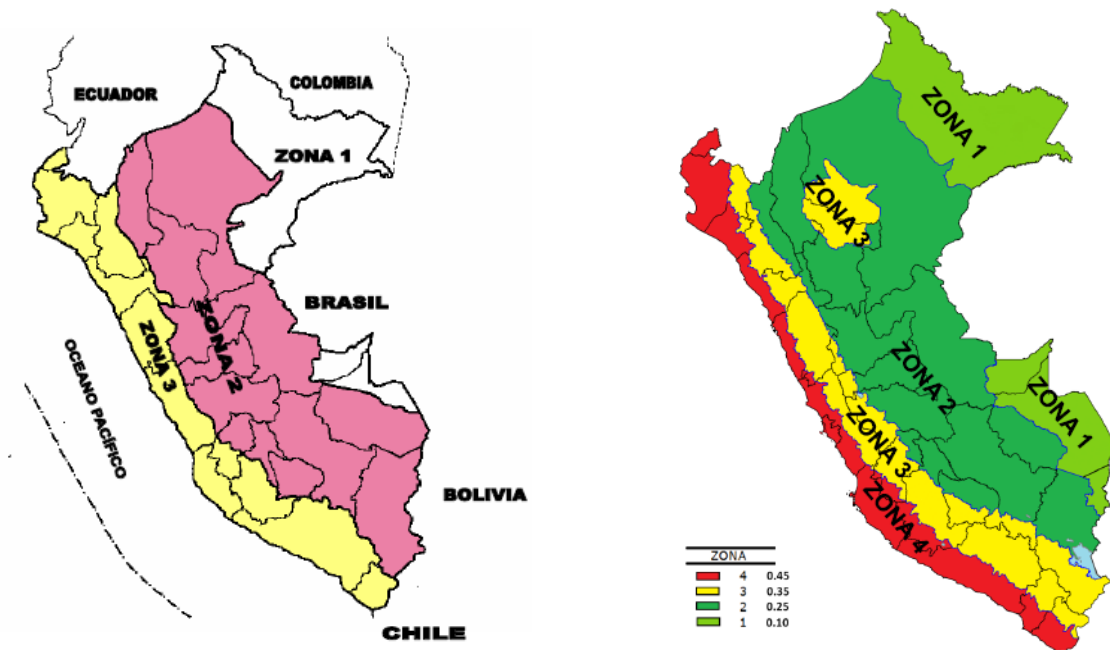 ECUADOR
COLOMBIA
ZONA 1
BRASIL
ZONA 2
ZONA 3
OCEANO PACÍFICO
BOLIVIA
CHILE
ZONA 1
ZONA 3
ZONA 2
ZONA 1
ZONA 3
ZONA 4
ZONA
4 0.45
3 0.35
2 0.25
1 0.10